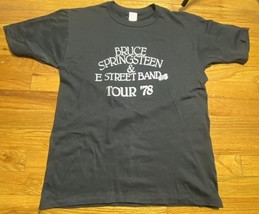 BRUCE
SPRINGSTEEN
&
E STREET BAND
TOUR '78